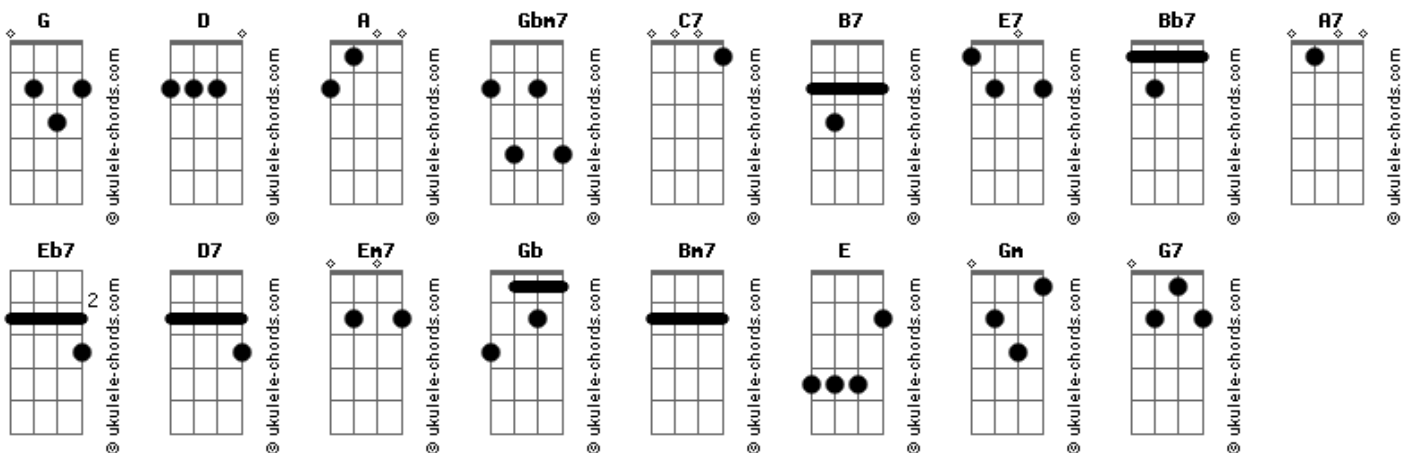 G D A Gbm7 C7 B7 E7 Bb7 A7
© ukulele-chords.com © ukulele-chords.com © ukulele-chords.com © ukulele-chords.com © ukulele-chords.com © ukulele-chords.com © ukulele-chords.com © ukulele-chords.com © ukulele-chords.com
Eb7 D7 Em7 Gb Bm7 E Gm G7
2
© ukulele-chords.com © ukulele-chords.com © ukulele-chords.com © ukulele-chords.com © ukulele-chords.com © ukulele-chords.com © ukulele-chords.com © ukulele-chords.com